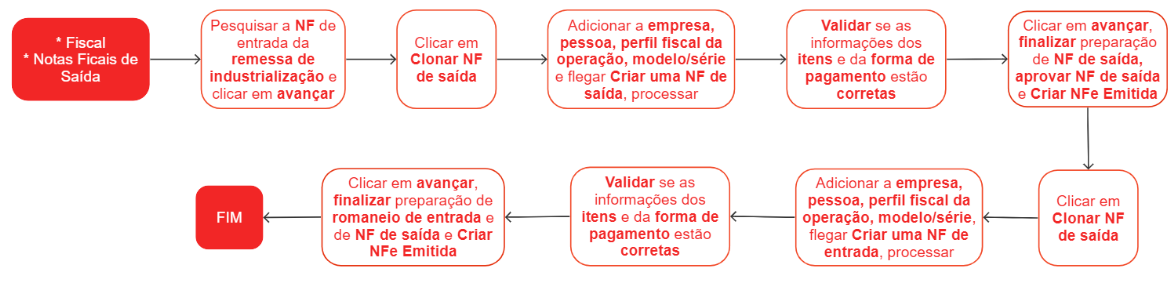 * Fiscal
* Notas Ficais de
Saída
Pesquisar a NF de
entrada da
remessa de
industrialização e
clicar em avançar
Clicar em
Clonar NF
de saída
Adicionar a empresa,
pessoa, perfil fiscal da
operação, modelo/série
e flegar Criar uma NF de
saída, processar
Validar se as
informações dos
itens e da forma de
pagamento estão
corretas
Clicar em avançar,
finalizar preparação
de NF de saída,
aprovar NF de saída
e Criar NFe Emitida
Clicar em
Clonar NF
de saída
Adicionar a empresa,
pessoa, perfil fiscal da
operação, modelo/série,
flegar Criar uma NF de
entrada, processar
Validar se as
informações dos
itens e da forma de
pagamento estão
corretas
Clicar em avançar,
finalizar preparação de
romaneio de entrada e
de NF de saída e Criar
NFe Emitida
FIM